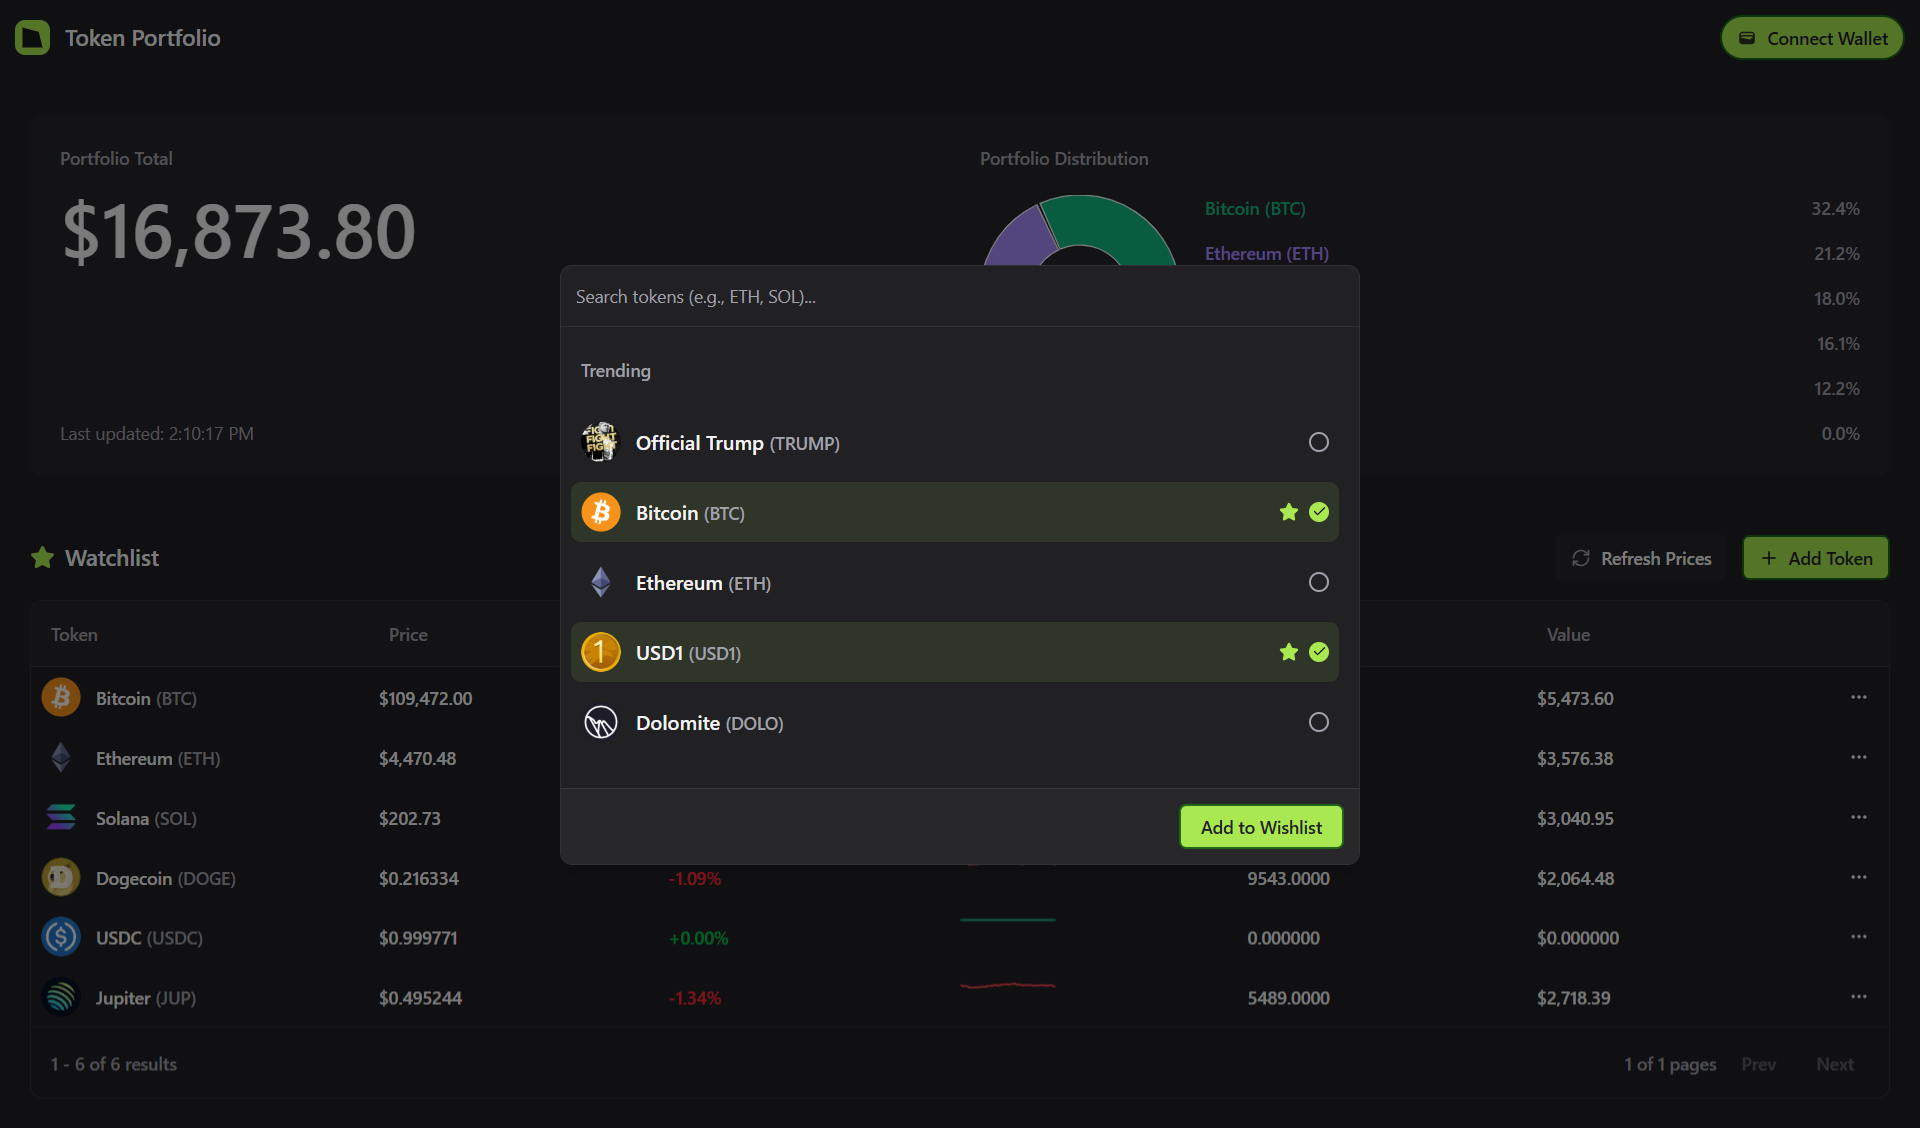 Token Portfolio
Connect Wallet
Portfolio Total
$16,873.80
Last updated: 2:10:17 PM
Portfolio Distribution
Bitcoin (BTC) 32.4%
Ethereum (ETH) 21.2%
18.0%
16.1%
12.2%
0.0%
Search tokens (e.g., ETH, SOL)...
Trending
FIGHT
FIGHT
FIGHT
Official Trump (TRUMP)
Bitcoin (BTC)
Ethereum (ETH)
1 USD1 (USD1)
Dolomite (DOLO)
Add to Wishlist
Watchlist
Refresh Prices
+ Add Token
Token Price Value
Bitcoin (BTC) $109,472.00 $5,473.60 ...
Ethereum (ETH) $4,470.48 $3,576.38 ...
Solana (SOL) $202.73 $3,040.95 ...
Dogecoin (DOGE) $0.216334 -1.09% 9543.0000 $2,064.48 ...
USDC (USDC) $0.999771 +0.00% 0.000000 $0.000000 ...
Jupiter (JUP) $0.495244 -1.34% 5489.0000 $2,718.39 ...
1 - 6 of 6 results
1 of 1 pages Prev Next